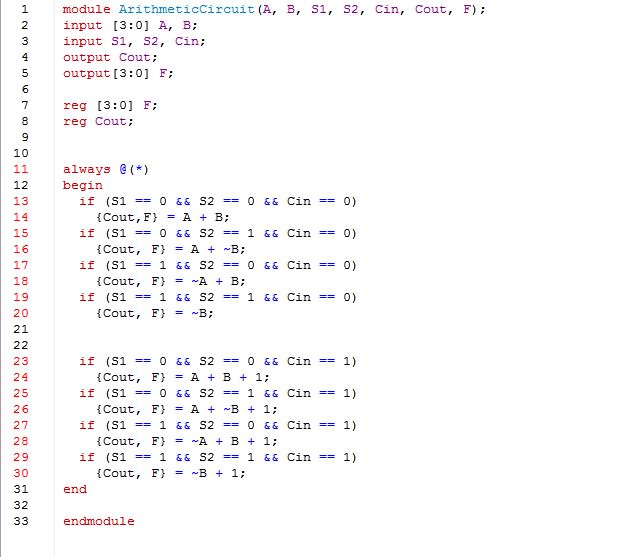 1 module ArithmeticCircuit(A, B, S1, S2, Cin, Cout, F);
2 input [3:0] A, B;
3 input S1, S2, Cin;
4 output Cout;
5 output[3:0] F;
6
7 reg [3:0] F;
8 reg Cout;
9
10
11 always @(*)
12 begin
13 if (S1 == 0 && S2 == 0 && Cin == 0)
14 {Cout,F} = A + B;
15 if (S1 == 0 && S2 == 1 && Cin == 0)
16 {Cout, F} = A + ~B;
17 if (S1 == 1 && S2 == 0 && Cin == 0)
18 {Cout, F} = ~A + B;
19 if (S1 == 1 && S2 == 1 && Cin == 0)
20 {Cout, F} = ~B;
21
22
23 if (S1 == 0 && S2 == 0 && Cin == 1)
24 {Cout, F} = A + B + 1;
25 if (S1 == 0 && S2 == 1 && Cin == 1)
26 {Cout, F} = A + ~B + 1;
27 if (S1 == 1 && S2 == 0 && Cin == 1)
28 {Cout, F} = ~A + B + 1;
29 if (S1 == 1 && S2 == 1 && Cin == 1)
30 {Cout, F} = ~B + 1;
31 end
32
33 endmodule